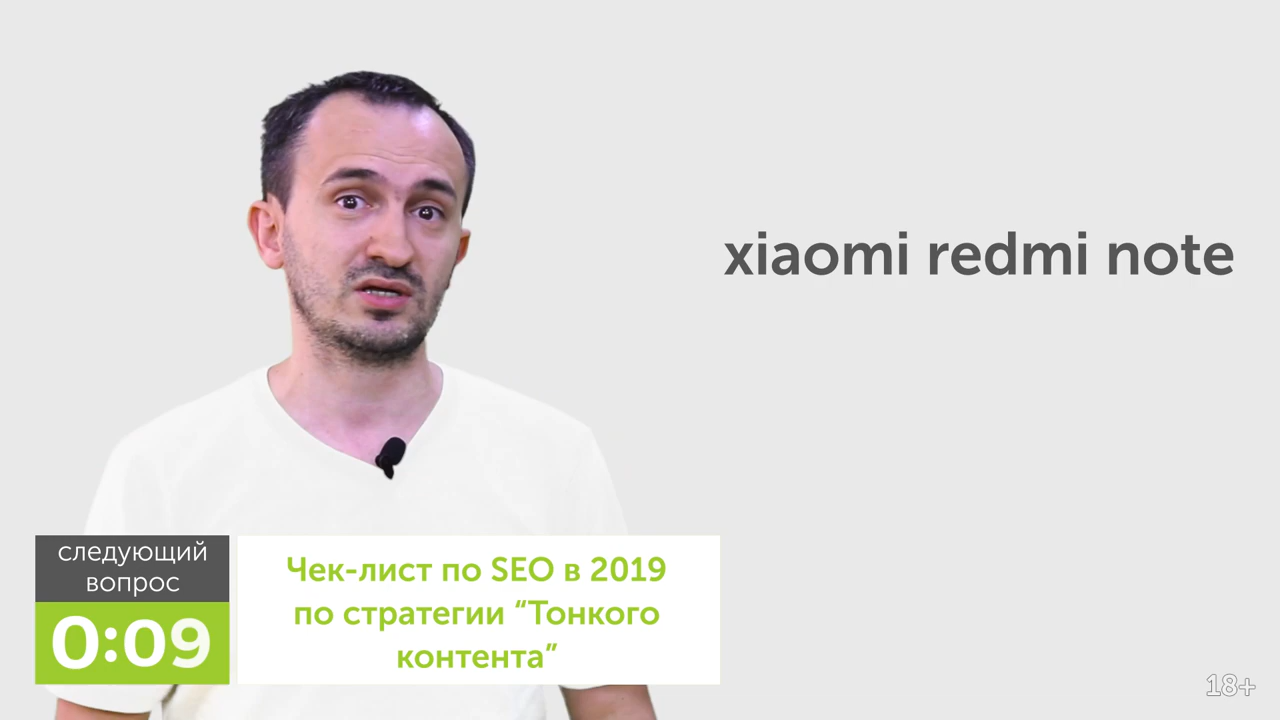 xiaomi redmi note
следующий
вопрос
0:09
Чек-лист по SEO в 2019
по стратегии “Тонкого
контента”
18+